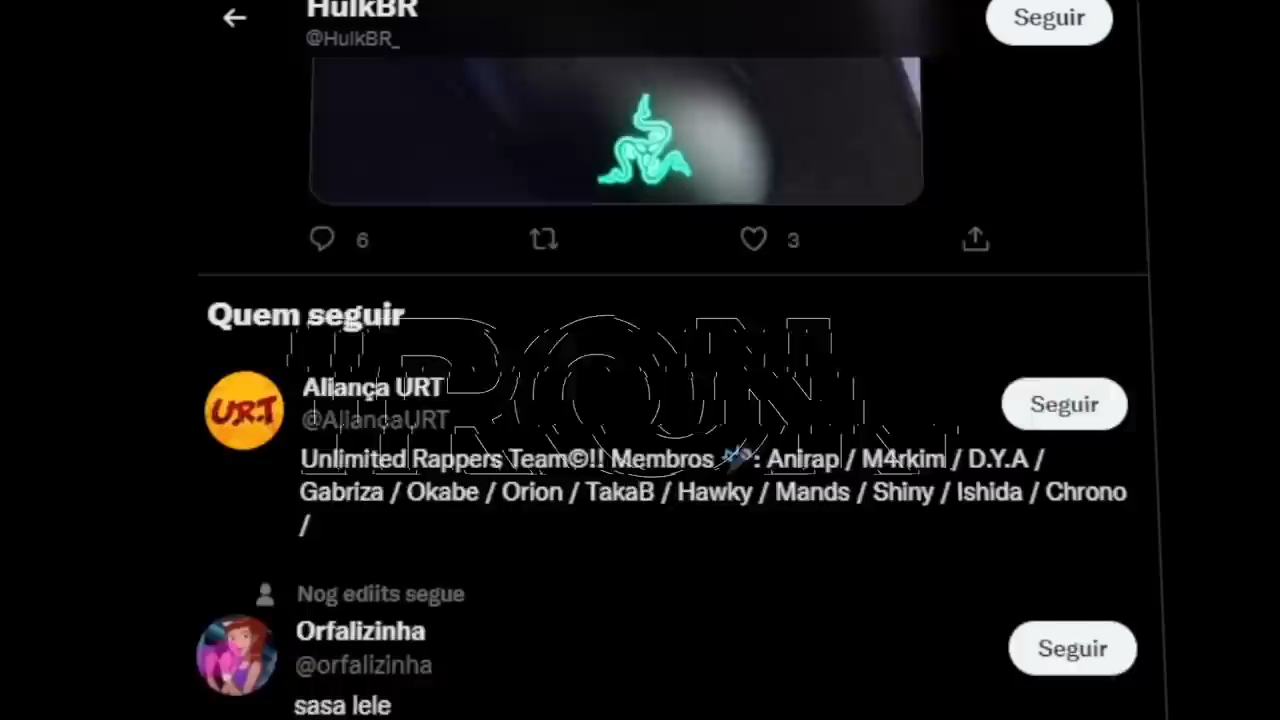 HulkBR
@HulkBR_
Seguir
6
3
Quem seguir
IRON
Aliança URT
@AliancaURT
Seguir
U.R.T
Unlimited Rappers Team©!! Membros 🎤: Anirap / M4rkim / D.Y.A /
Gabriza / Okabe / Orion / TakaB / Hawky / Mands / Shiny / Ishida / Chrono
/
Nog ediits segue
Orfalizinha
@orfalizinha
Seguir
sasa lele